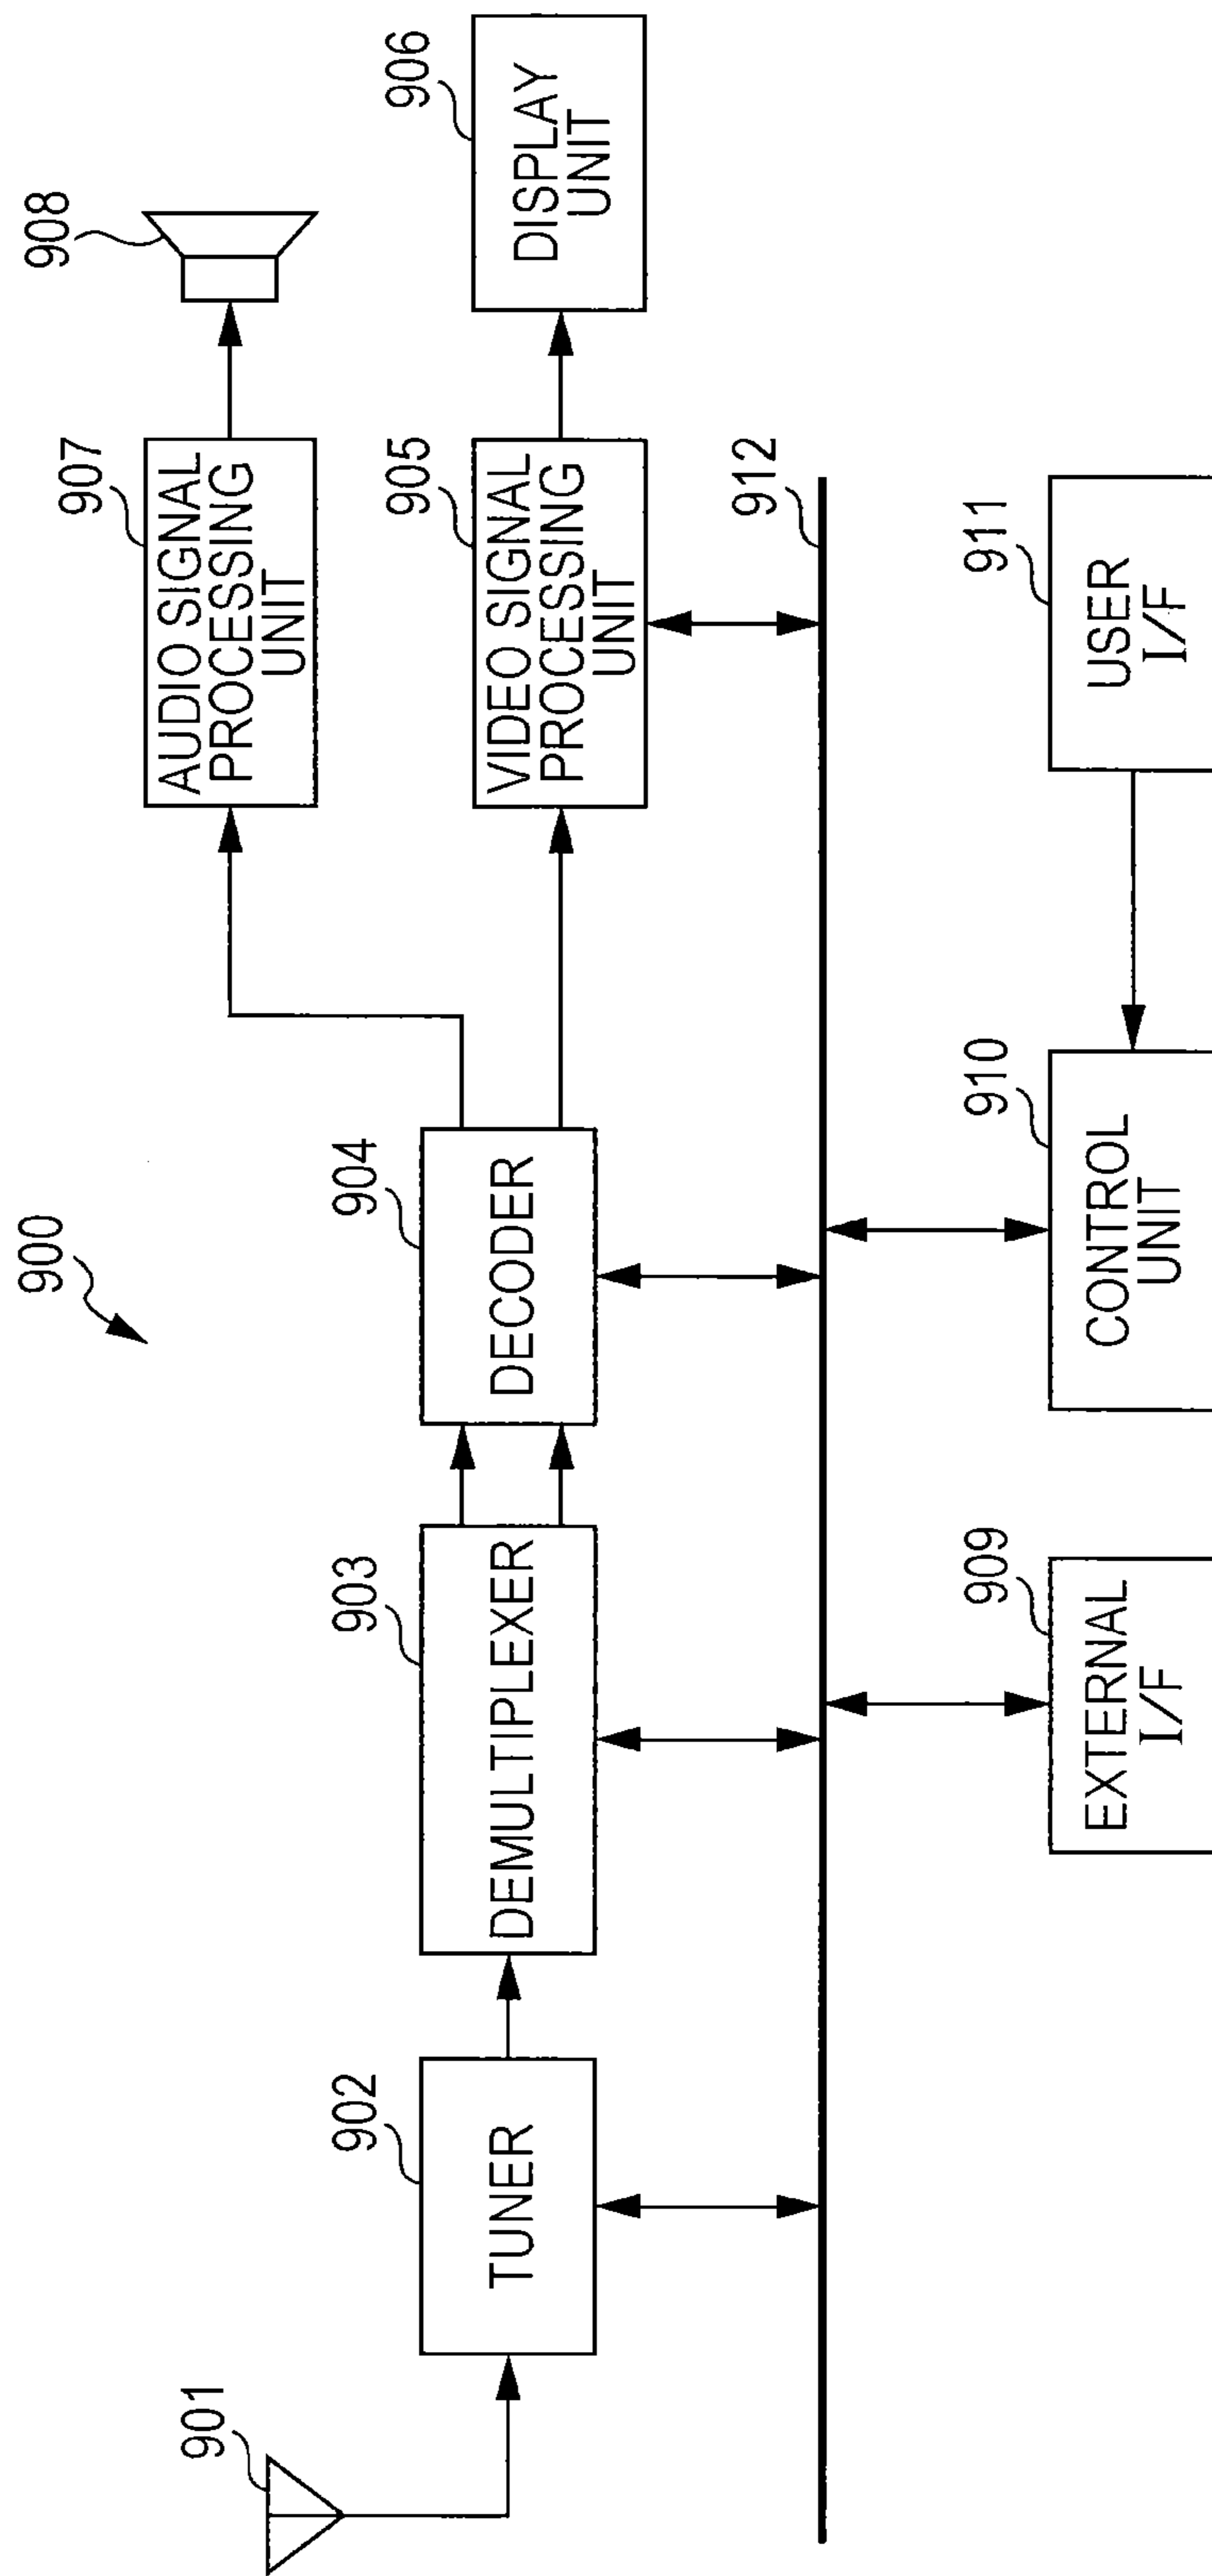 900
901
902
TUNER
903
DEMULTIPLEXER
904
DECODER
907
AUDIO SIGNAL
PROCESSING
UNIT
908
905
VIDEO SIGNAL
PROCESSING
UNIT
906
DISPLAY
UNIT
912
909
EXTERNAL
I/F
910
CONTROL
UNIT
911
USER
I/F